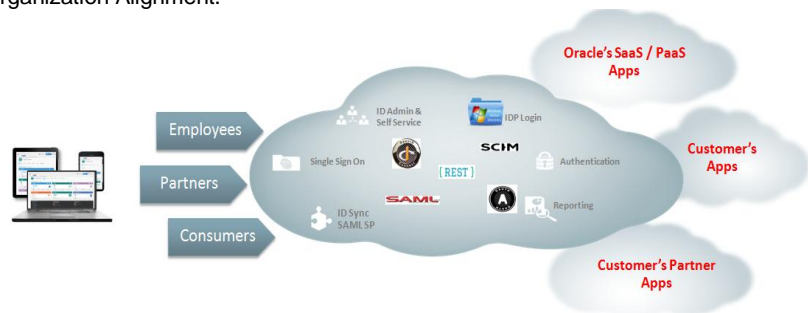 rganization Alignment.
Oracle's SaaS / PaaS
Apps
ID Admin &
Self Service
IDP Login
Employees
SCIM
Customer's
Apps
Single Sign On
[REST]
Authentication
Partners
SAML
A
Reporting
ID Sync
SAML SP
Consumers
Customer's Partner
Apps